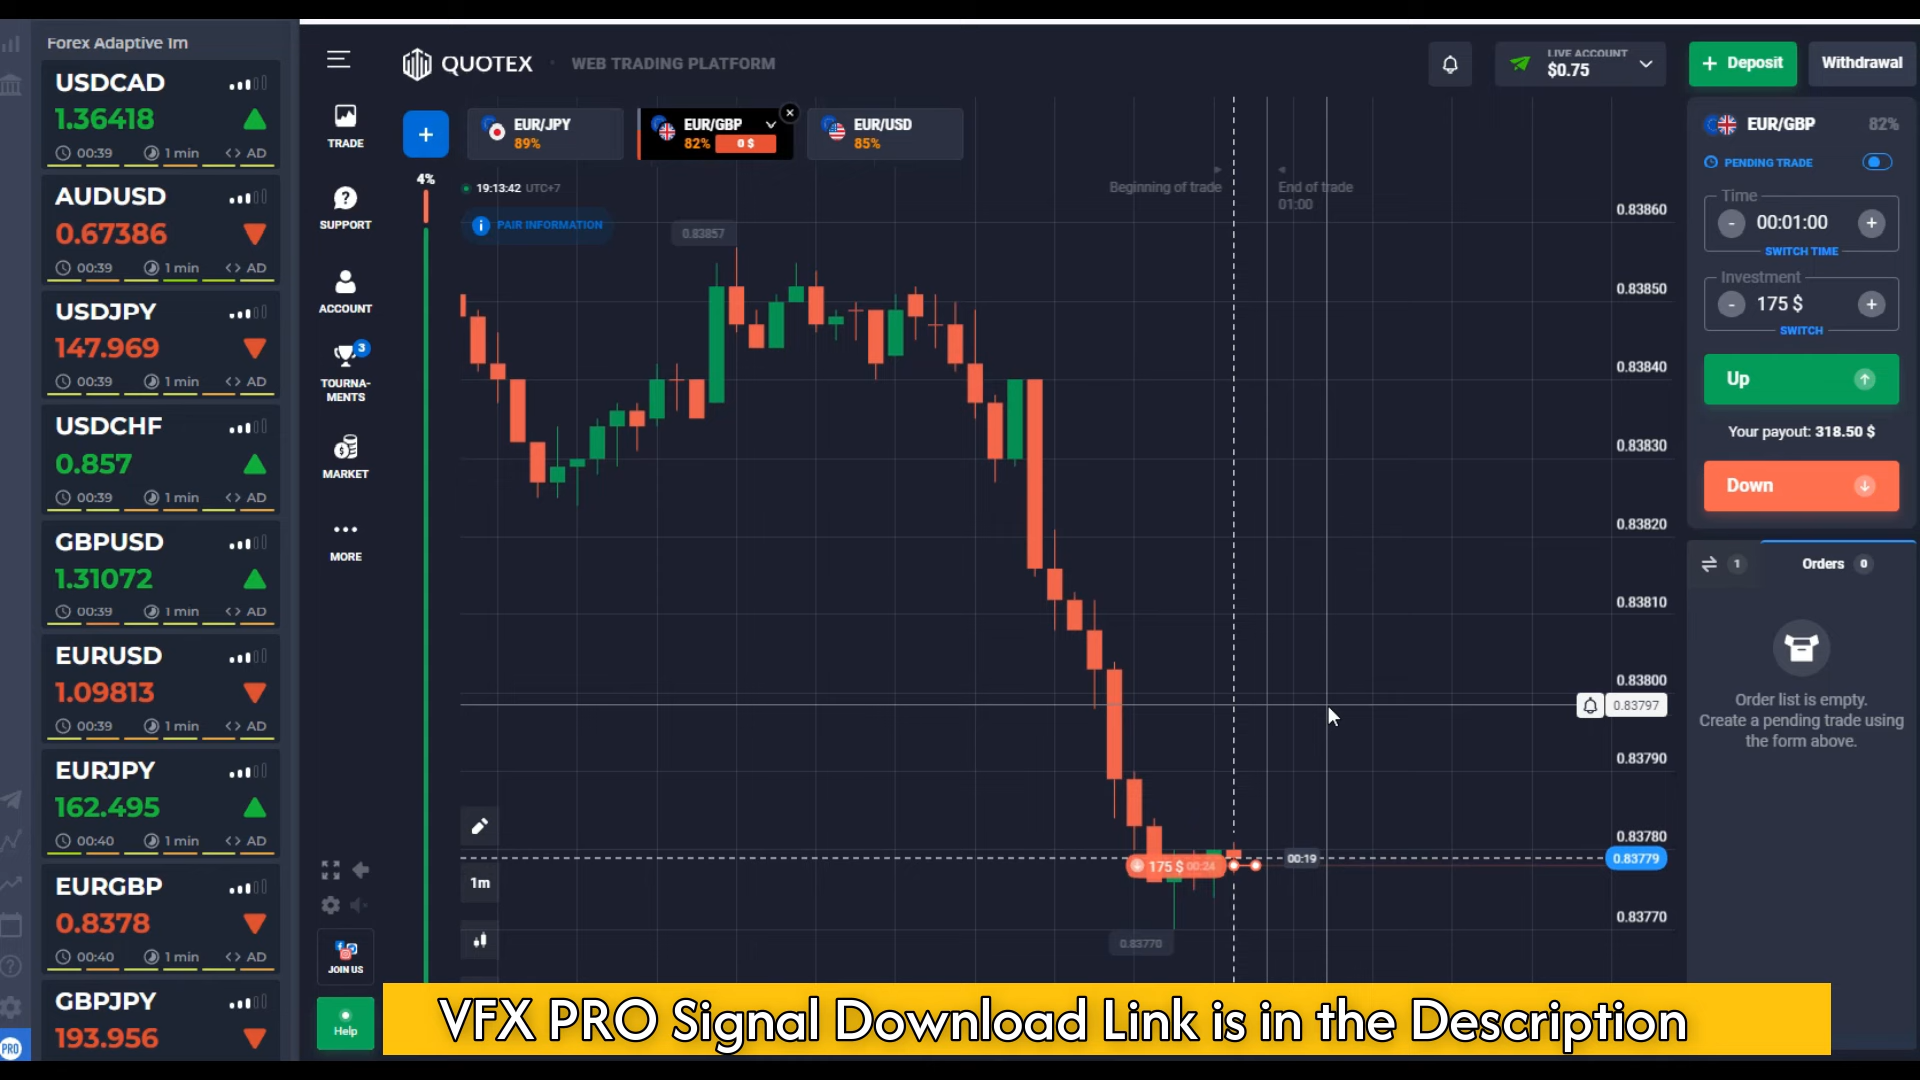 Forex Adaptive 1m
USDCAD
1.36418
00:39 1 min <> AD
AUDUSD
0.67386
00:39 1 min <> AD
USDJPY
147.969
00:39 1 min <> AD
USDCHF
0.857
00:39 1 min <> AD
GBPUSD
1.31072
00:39 1 min <> AD
EURUSD
1.09813
00:39 1 min <> AD
EURJPY
162.495
00:40 1 min <> AD
EURGBP
0.8378
00:40 1 min <> AD
GBPJPY
193.956
PRO
TRADE
SUPPORT
ACCOUNT
3
TOURNA-
MENTS
MARKET
MORE
JOIN US
Help
QUOTEX · WEB TRADING PLATFORM
LIVE ACCOUNT
$0.75
+ Deposit
Withdrawal
+
EUR/JPY
89%
EUR/GBP
82% 0 $
EUR/USD
85%
4%
19:13:42 UTC+7
PAIR INFORMATION
0.83857
Beginning of trade
End of trade
01:00
0.83860
0.83850
0.83840
0.83830
0.83820
0.83810
0.83800
0.83797
0.83790
0.83780
0.83779
0.83770
175 $ 00:24
00:19
0.83770
1m
EUR/GBP 82%
PENDING TRADE
Time
- 00:01:00 +
SWITCH TIME
Investment
- 175 $ +
SWITCH
Up
Your payout: 318.50 $
Down
1
Orders 0
Order list is empty.
Create a pending trade using
the form above.
VFX PRO Signal Download Link is in the Description